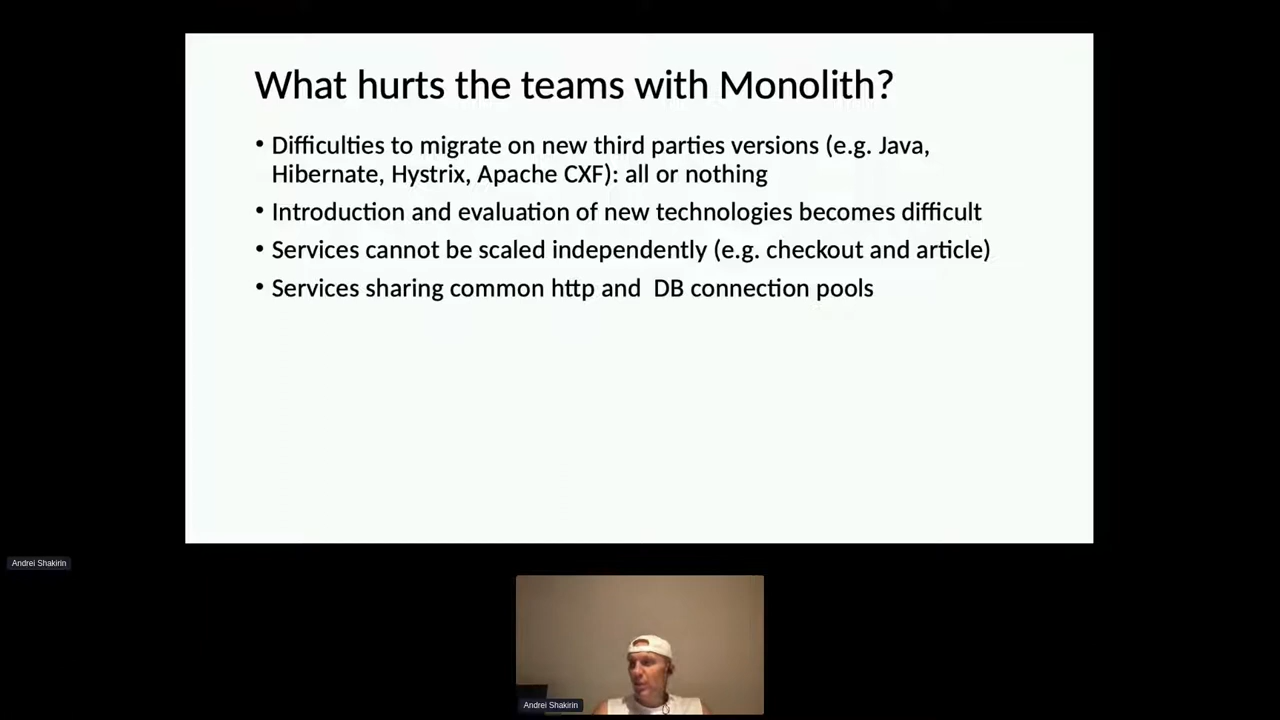 What hurts the teams with Monolith?
• Difficulties to migrate on new third parties versions (e.g. Java,
Hibernate, Hystrix, Apache CXF): all or nothing
• Introduction and evaluation of new technologies becomes difficult
• Services cannot be scaled independently (e.g. checkout and article)
• Services sharing common http and  DB connection pools
Andrei Shakirin
Andrei Shakirin